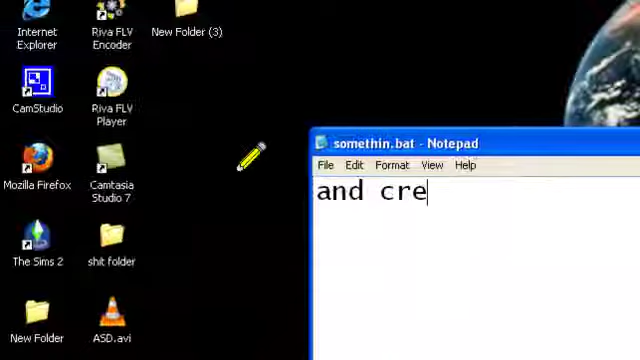 Internet
Explorer
Riva FLV
Encoder
New Folder (3)
CamStudio
Riva FLV
Player
Mozilla Firefox
Camtasia
Studio 7
The Sims 2
shit folder
New Folder
ASD.avi
somethin.bat - Notepad
File Edit Format View Help
and cre